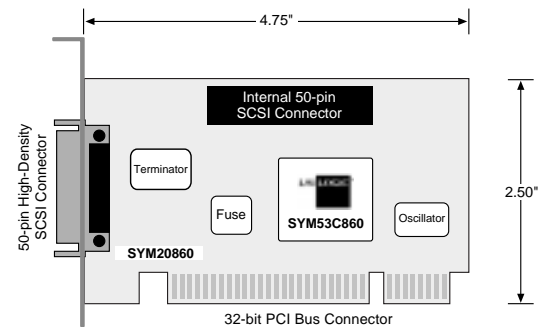 4.75"
Internal 50-pin
SCSI Connector
50-pin High-Density
SCSI Connector
Terminator
Fuse
SYM53C860
Oscillator
2.50"
SYM20860
32-bit PCI Bus Connector